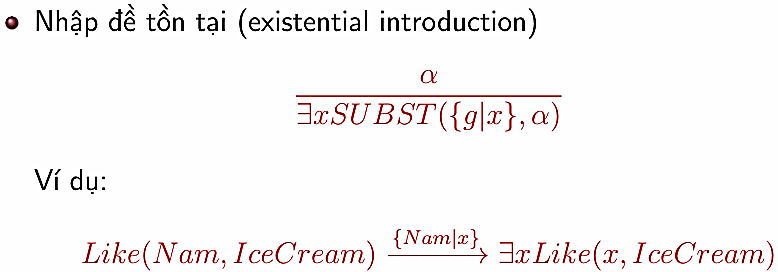 • Nhập đề tồn tại (existential introduction)
α
∃xSUBST({g|x}, α)
Ví dụ:
Like(Nam, IceCream) —{Nam|x}→ ∃xLike(x, IceCream)